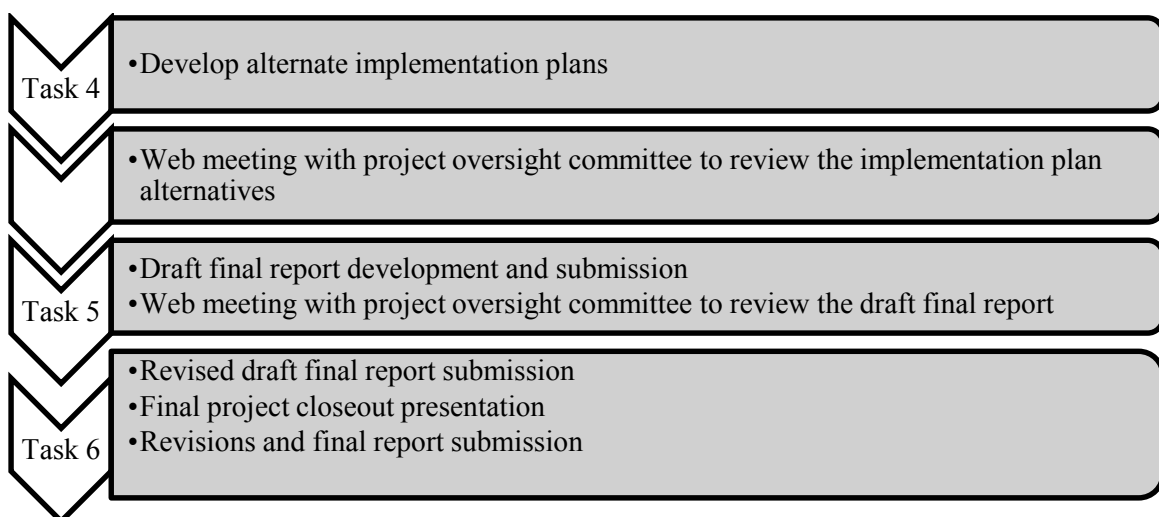 Task 4
•Develop alternate implementation plans
•Web meeting with project oversight committee to review the implementation plan
alternatives
Task 5
•Draft final report development and submission
•Web meeting with project oversight committee to review the draft final report
Task 6
•Revised draft final report submission
•Final project closeout presentation
•Revisions and final report submission